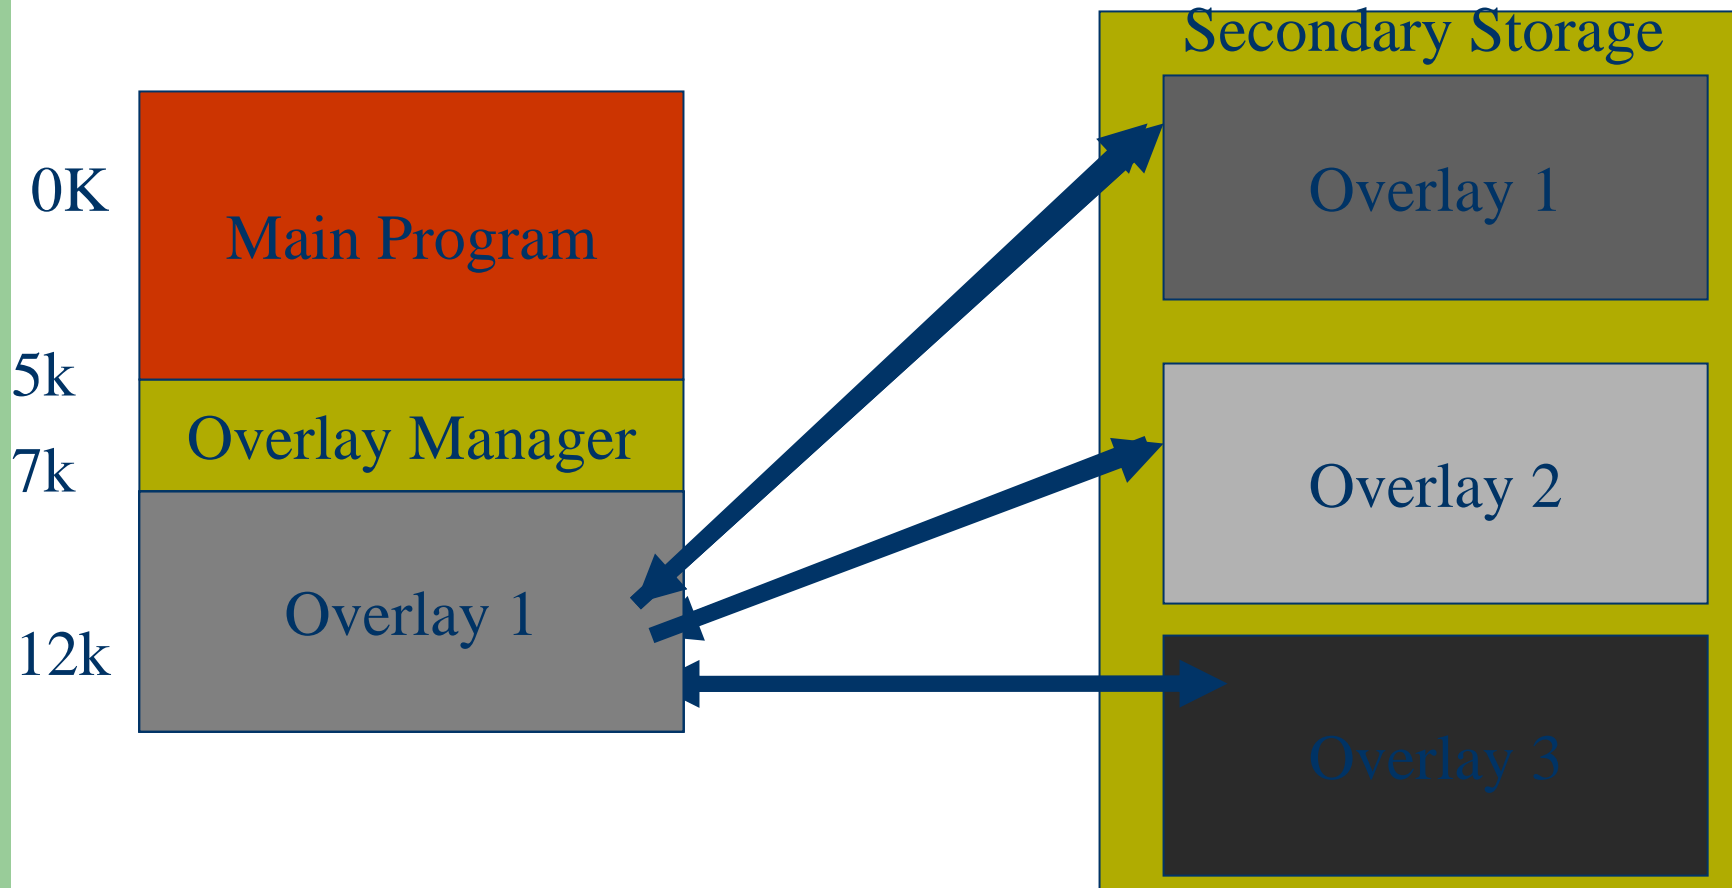 Secondary Storage
0K
Main Program
5k
Overlay Manager
7k
Overlay 1
12k
Overlay 1
Overlay 2
Overlay 3